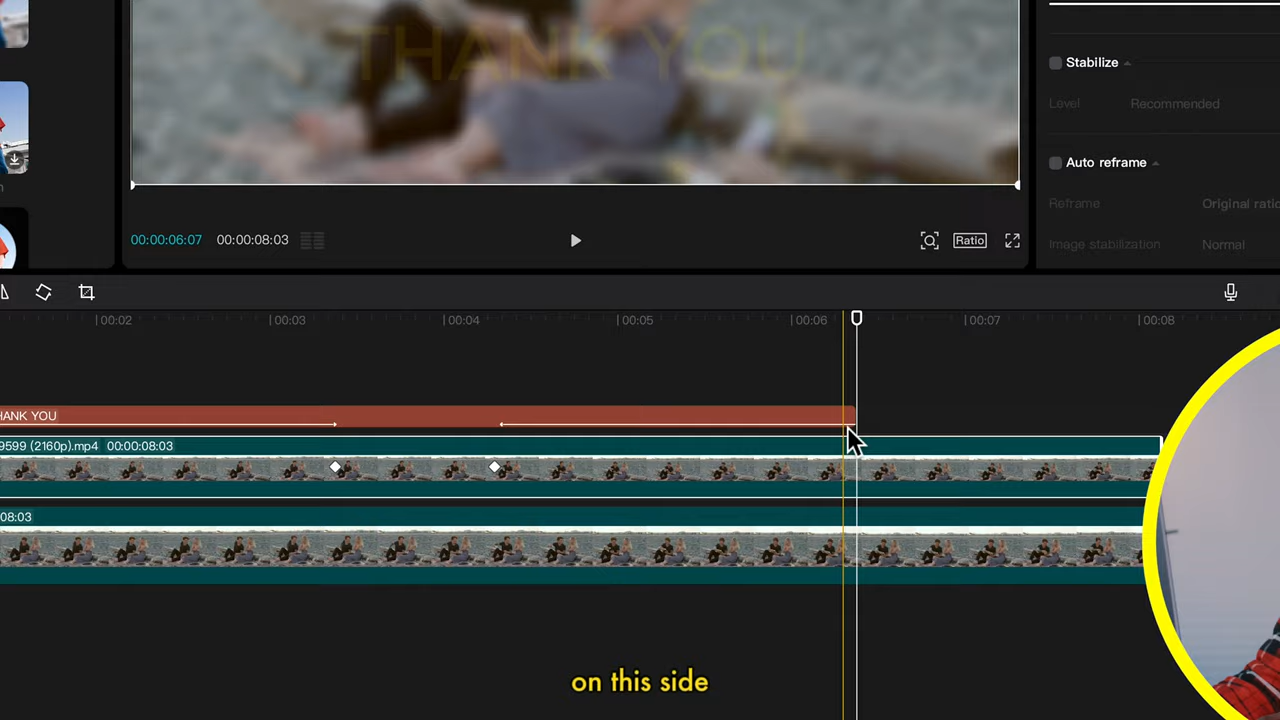 THANK YOU
Stabilize
Level Recommended
Auto reframe
Reframe Original ratio
Image stabilization Normal
00:00:06:07 00:00:08:03
Ratio
00:02 00:03 00:04 00:05 00:06 00:07 00:08
HANK YOU
9599 (2160p).mp4 00:00:08:03
08:03
on this side